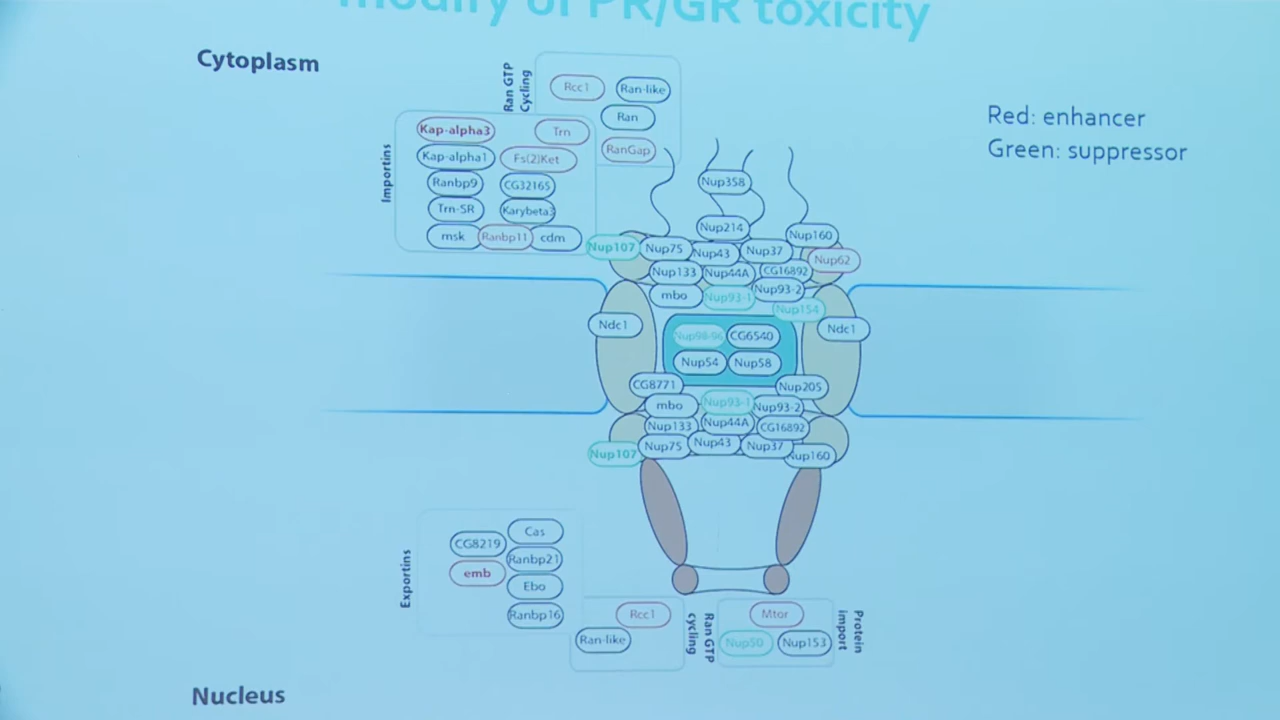 modify of PR/GR toxicity
Cytoplasm
Ran GTP
Cycling
Rcc1
Ran-like
Ran
RanGap
Red: enhancer
Green: suppressor
Importins
Kap-alpha3
Trn
Kap-alpha1
Fs(2)Ket
Ranbp9
CG32165
Trn-SR
Karybeta3
msk
Ranbp11
cdm
Nup358
Nup214
Nup160
Nup107
Nup75
Nup43
Nup37
Nup62
Nup133
Nup44A
CG16892
mbo
Nup93-1
Nup93-2
Nup154
Ndc1
Ndc1
Nup98-96
CG6540
Nup54
Nup58
CG8771
Nup205
mbo
Nup93-1
Nup93-2
Nup133
Nup44A
CG16892
Nup107
Nup75
Nup43
Nup37
Nup160
Exportins
Cas
CG8219
Ranbp21
emb
Ebo
Ranbp16
Rcc1
Ran-like
Ran GTP
cycling
Mtor
Nup50
Nup153
Protein
import
Nucleus